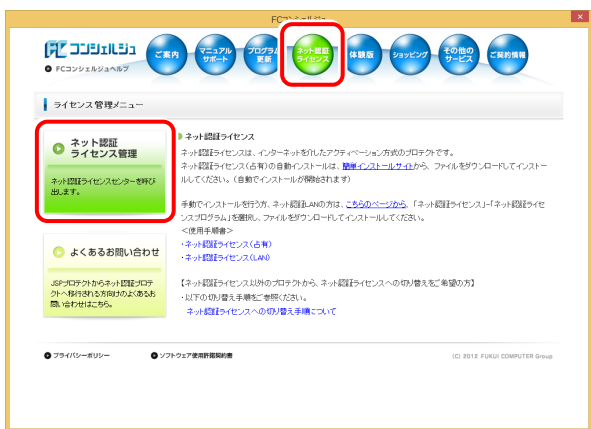 FCコンシェルジュ
FCコンシェルジュ
FCコンシェルジュヘルプ
ご案内
マニュアル
サポート
プログラム
更新
ネット認証
ライセンス
体験版
ショッピング
その他の
サービス
ご契約情報
ライセンス管理メニュー
ネット認証
ライセンス管理
ネット認証ライセンスセンターを呼び
出します。
よくあるお問い合わせ
JSPプロテクトからネット認証プロテ
クトへ移行される方向けのよくあるお
問い合わせはこちら。
ネット認証ライセンス
ネット認証ライセンスは、インターネットを介したアクティベーション方式のプロテクトです。
ネット認証ライセンス(占有)の自動インストールは、簡単インストールサイトから、ファイルをダウンロードしてインストー
ルしてください。(自動でインストールが開始されます)
手動でインストールを行う方、ネット認証LANの方は、こちらのページから、「ネット認証ライセンス」-「ネット認証ライセ
ンスプログラム」を選択し、ファイルをダウンロードしてインストールしてください。
<使用手順書>
・ネット認証ライセンス(占有)
・ネット認証ライセンス(LAN)
【ネット認証ライセンス以外のプロテクトから、ネット認証ライセンスへの切り替えをご希望の方】
・以下の切り替え手順をご参照ください。
ネット認証ライセンスへの切り替え手順について
プライバシーポリシー
ソフトウェア使用許諾契約書
(C) 2012 FUKUI COMPUTER Group